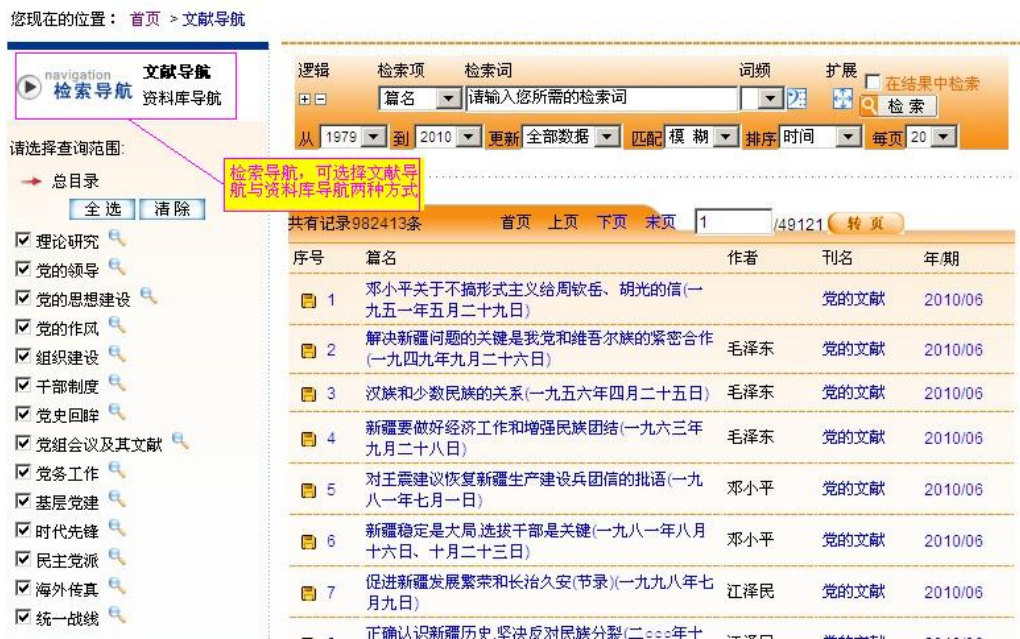 您现在的位置： 首页 >文献导航
navigation
检索导航
文献导航
资料库导航
请选择查询范围:
总目录
全选 清除
理论研究
党的领导
党的思想建设
党的作风
组织建设
干部制度
党史回眸
党组会议及其文献
党务工作
基层党建
时代先锋
民主党派
海外传真
统一战线
检索导航，可选择文献导
航与资料库导航两种方式
逻辑 检索项 检索词 词频 扩展 在结果中检索
篇名 请输入您所需的检索词 检索
从 1979 到 2010 更新 全部数据 匹配 模糊 排序 时间 每页 20
共有记录982413条 首页 上页 下页 末页 1 /49121 转页
序号 篇名 作者 刊名 年/期
1 邓小平关于不搞形式主义给周钦岳、胡光的信(一
九五一年五月二十九日) 党的文献 2010/06
2 解决新疆问题的关键是我党和维吾尔族的紧密合作
(一九四九年九月二十六日) 毛泽东 党的文献 2010/06
3 汉族和少数民族的关系(一九五六年四月二十五日) 毛泽东 党的文献 2010/06
4 新疆要做好经济工作和增强民族团结(一九六三年
九月二十八日) 毛泽东 党的文献 2010/06
5 对王震建议恢复新疆生产建设兵团信的批语(一九
八一年七月一日) 邓小平 党的文献 2010/06
6 新疆稳定是大局,选拔干部是关键(一九八一年八月
十六日、十月二十三日) 邓小平 党的文献 2010/06
7 促进新疆发展繁荣和长治久安(节录)(一九九八年七
月九日) 江泽民 党的文献 2010/06
正确认识新疆历史,坚决反对民族分裂(二○○○年十